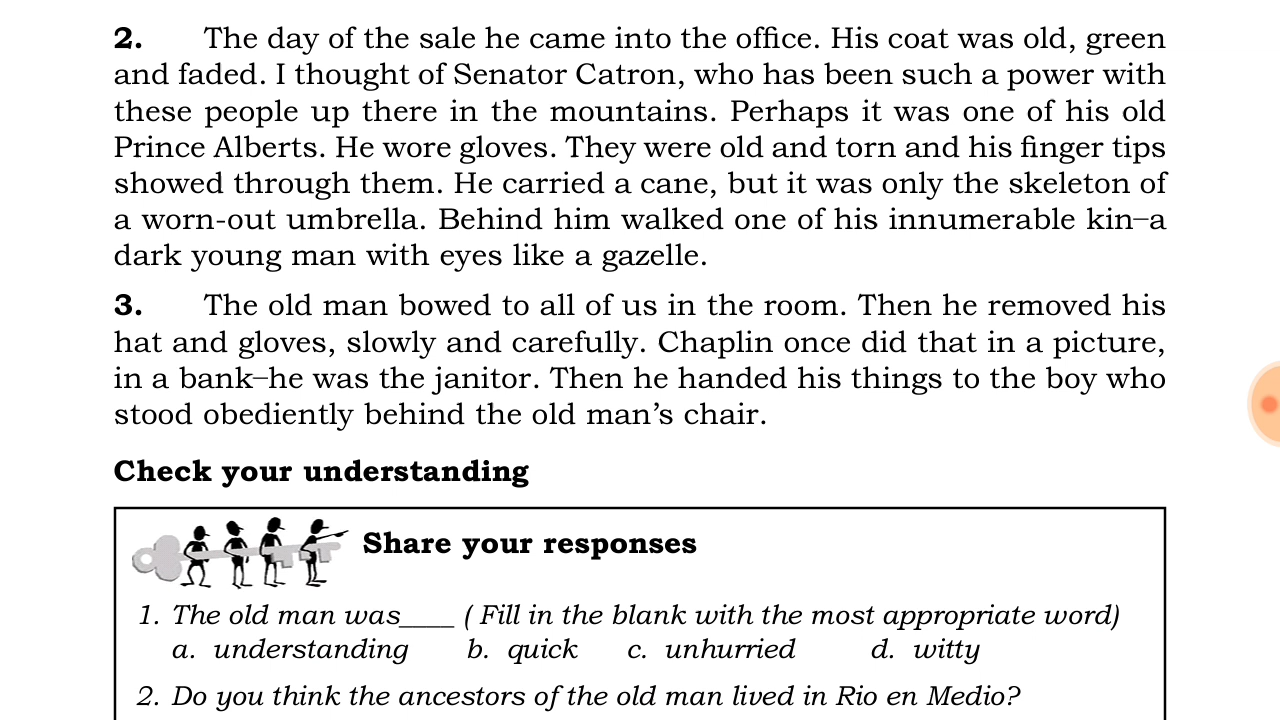 2. The day of the sale he came into the office. His coat was old, green
and faded. I thought of Senator Catron, who has been such a power with
these people up there in the mountains. Perhaps it was one of his old
Prince Alberts. He wore gloves. They were old and torn and his finger tips
showed through them. He carried a cane, but it was only the skeleton of
a worn-out umbrella. Behind him walked one of his innumerable kin–a
dark young man with eyes like a gazelle.
3. The old man bowed to all of us in the room. Then he removed his
hat and gloves, slowly and carefully. Chaplin once did that in a picture,
in a bank–he was the janitor. Then he handed his things to the boy who
stood obediently behind the old man’s chair.
Check your understanding
Share your responses
1. The old man was____ ( Fill in the blank with the most appropriate word)
a. understanding b. quick c. unhurried d. witty
2. Do you think the ancestors of the old man lived in Rio en Medio?